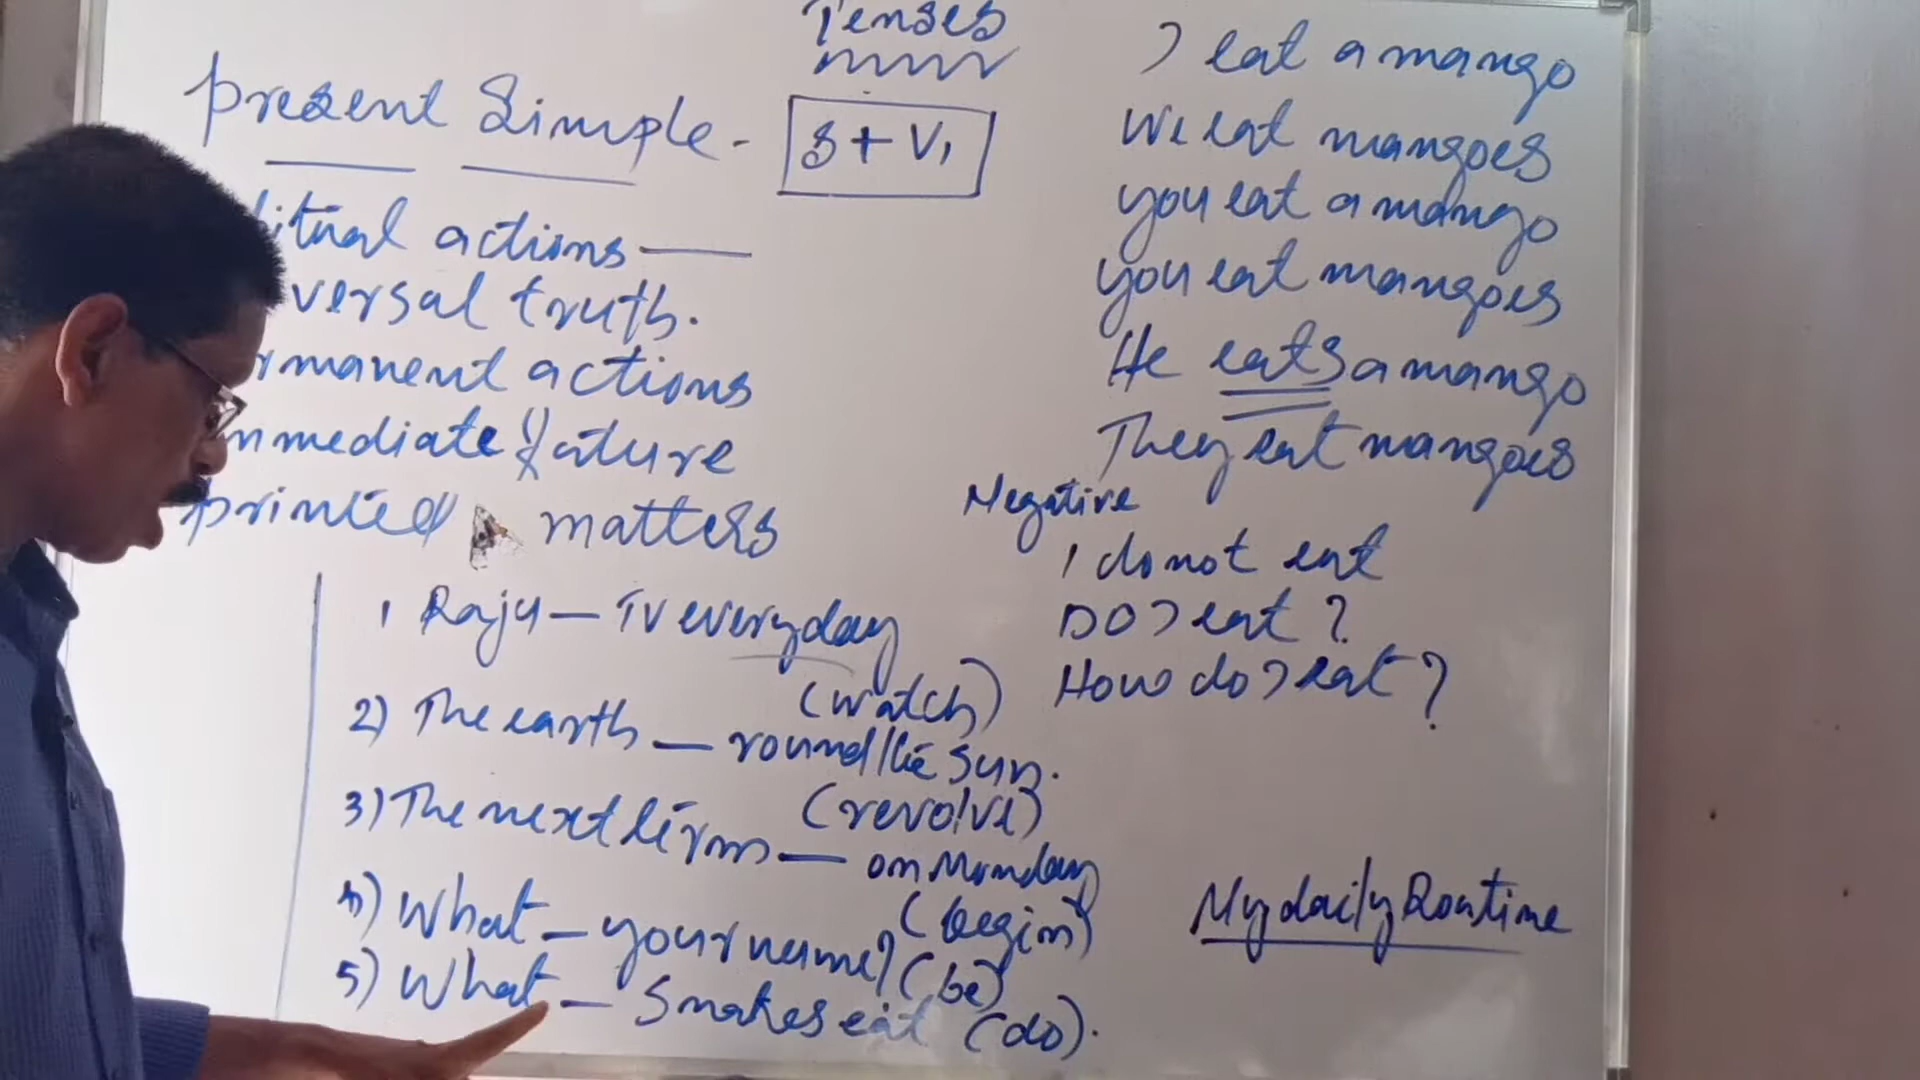 Tenses
present Simple - S + V1
itual actions —
versal truth.
rmanent actions
mmediate future
printed matters
1 Raju — TV everyday
(watch)
2) The earth — round the sun.
(revolve)
3) The next term — on Monday
(begin)
4) What — your name? (be)
5) What — Snakes eat (do).
I eat a mango
We eat mangoes
you eat a mango
you eat mangoes
He eats a mango
They eat mangoes
Negative
I do not eat
Do I eat ?
How do I eat ?
My daily Routine